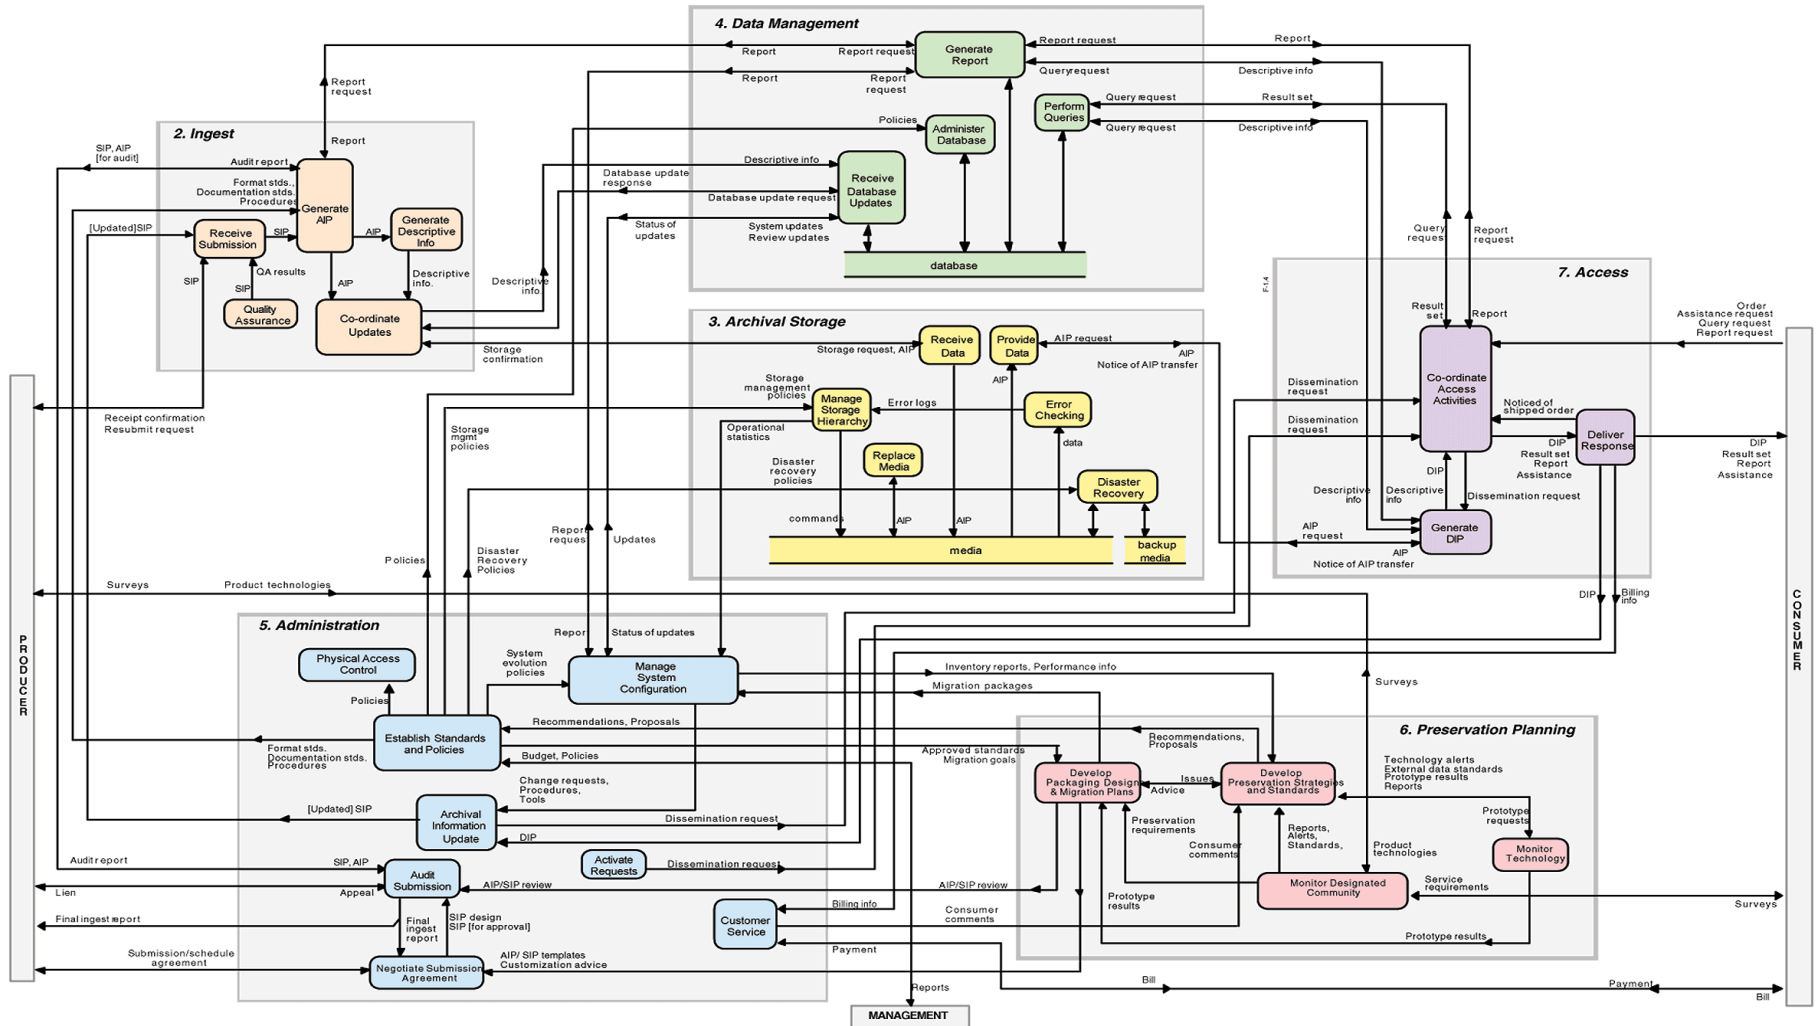 4. Data Management
Generate
Report
Report
Report request
Report
Report
request
Report request
Report
Queryrequest
Descriptive info
Perform
Queries
Query request
Result set
Query request
Descriptive info
Policies
Administer
Database
Descriptive info
Database update
response
Database update request
Receive
Database
Updates
Status of
updates
System updates
Review updates
database
Report
request
2. Ingest
Report
SIP, AIP
[for audit]
Audit report
Format stds.,
Documentation stds.
Procedures
Generate
AIP
[Updated]SIP
Receive
Submission
SIP
AIP
Generate
Descriptive
Info
SIP
QA results
SIP
AIP
Descriptive
info.
Quality
Assurance
Co-ordinate
Updates
Descriptive
info.
Storage
confirmation
Receipt confirmation
Resubmit request
3. Archival Storage
Storage request, AIP
Receive
Data
Provide
Data
AIP request
AIP
Notice of AIP transfer
AIP
Storage
management
policies
Manage
Storage
Hierarchy
Error logs
Error
Checking
Operational
statistics
data
Replace
Media
Disaster
recovery
policies
Disaster
Recovery
commands
AIP
AIP
media
backup
media
Storage
mgmt
policies
F-1.4
7. Access
Query
request
Report
request
Result
set
Report
Order
Assistance request
Query request
Report request
Dissemination
request
Co-ordinate
Access
Activities
Noticed of
shipped order
Dissemination
request
Deliver
Response
DIP
Result set
Report
Assistance
DIP
Result set
Report
Assistance
DIP
Descriptive
info
Descriptive
info
Dissemination request
Generate
DIP
AIP
request
AIP
Notice of AIP transfer
DIP
Billing
info
Report
request
Updates
Policies
Disaster
Recovery
Policies
Surveys
Product technologies
PRODUCER
CONSUMER
5. Administration
Report
Status of updates
Physical Access
Control
System
evolution
policies
Manage
System
Configuration
Inventory reports, Performance info
Migration packages
Surveys
Policies
Establish Standards
and Policies
Recommendations, Proposals
Budget, Policies
Format stds.
Documentation stds.
Procedures
Approved standards
Migration goals
Change requests,
Procedures,
Tools
[Updated] SIP
Archival
Information
Update
Dissemination request
DIP
Audit report
SIP, AIP
Activate
Requests
Dissemination request
Audit
Submission
Lien
Appeal
AIP/SIP review
AIP/SIP review
Final ingest report
Final
ingest
report
SIP design
SIP [for approval]
Customer
Service
Billing info
Consumer
comments
Payment
Submission/schedule
agreement
Negotiate Submission
Agreement
AIP/ SIP templates
Customization advice
Reports
MANAGEMENT
6. Preservation Planning
Recommendations,
Proposals
Develop
Packaging Design
& Migration Plans
Issues
Advice
Develop
Preservation Strategies
and Standards
Technology alerts
External data standards
Prototype results
Reports
Prototype
requests
Preservation
requirements
Consumer
comments
Reports,
Alerts,
Standards,
Product
technologies
Monitor
Technology
Monitor Designated
Community
Service
requirements
Surveys
Prototype
results
Prototype results
Bill
Payment
Bill